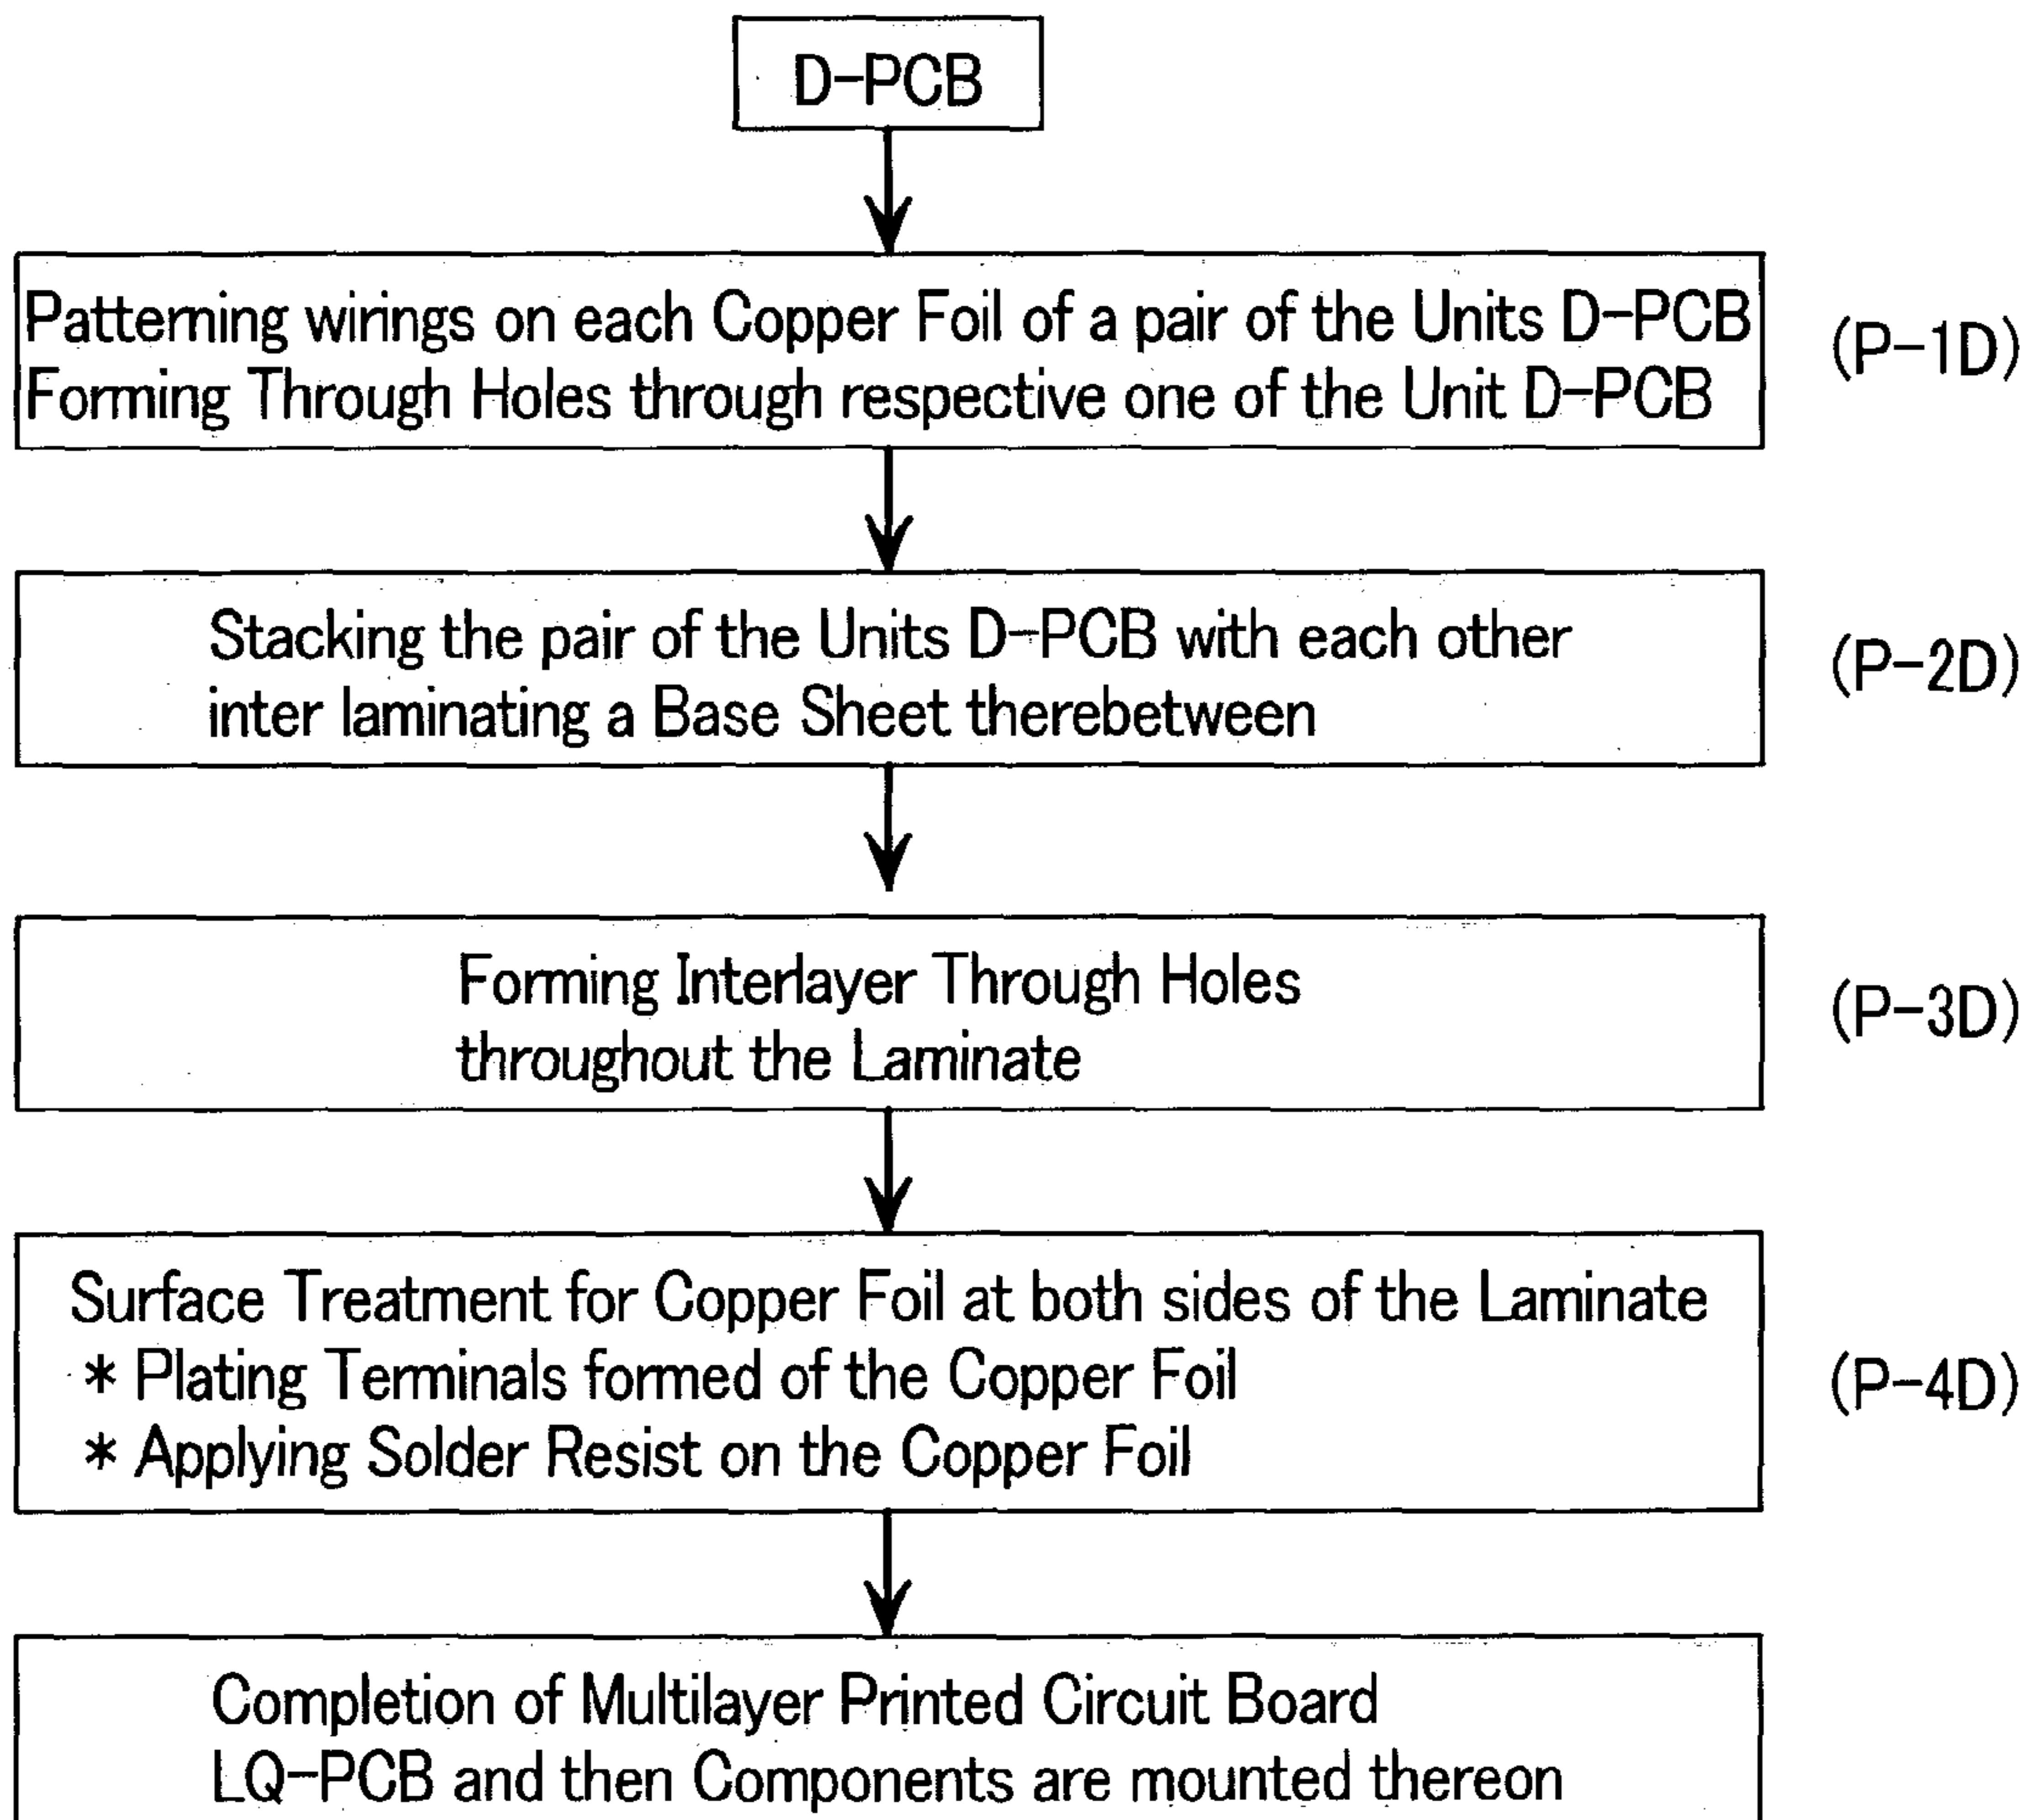 D-PCB
Patterning wirings on each Copper Foil of a pair of the Units D-PCB
Forming Through Holes through respective one of the Unit D-PCB
(P-1D)
Stacking the pair of the Units D-PCB with each other
inter laminating a Base Sheet therebetween
(P-2D)
Forming Interlayer Through Holes
throughout the Laminate
(P-3D)
Surface Treatment for Copper Foil at both sides of the Laminate
* Plating Terminals formed of the Copper Foil
* Applying Solder Resist on the Copper Foil
(P-4D)
Completion of Multilayer Printed Circuit Board
LQ-PCB and then Components are mounted thereon